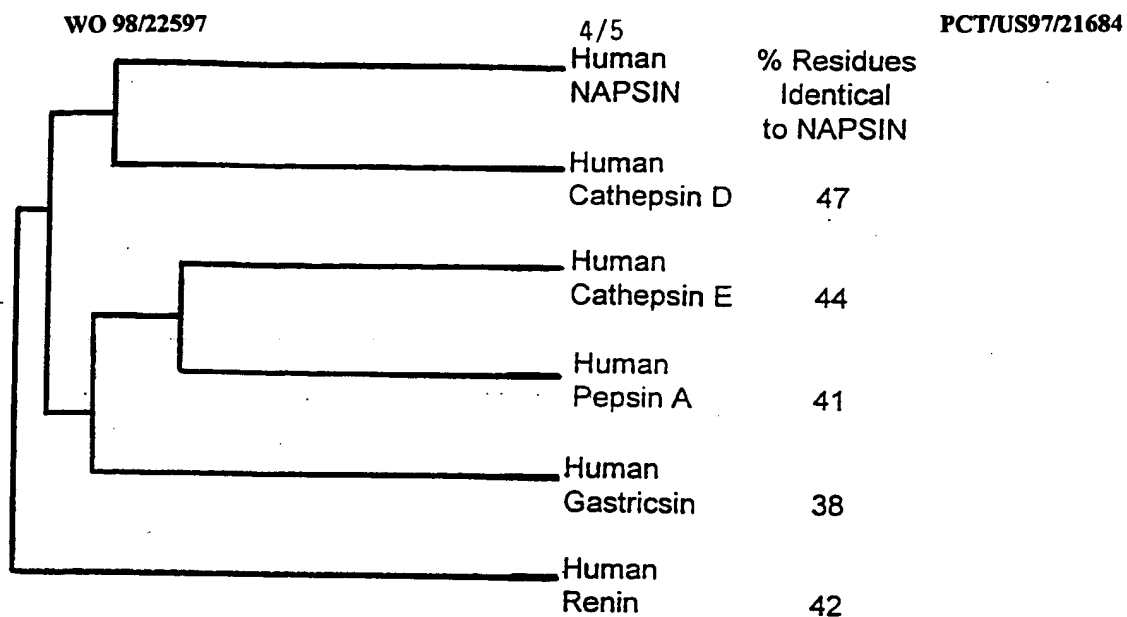 WO 98/22597
4/5
PCT/US97/21684
Human
NAPSIN
% Residues
Identical
to NAPSIN
Human
Cathepsin D
47
Human
Cathepsin E
44
Human
Pepsin A
41
Human
Gastricsin
38
Human
Renin
42